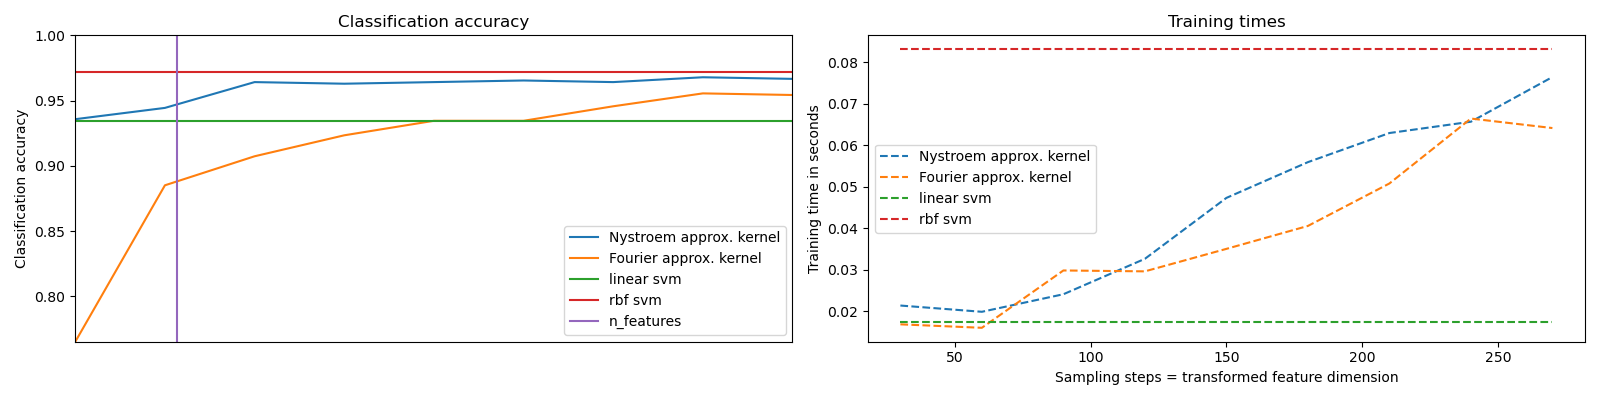 Classification accuracy
Classification accuracy
1.00
0.95
0.90
0.85
0.80
Nystroem approx. kernel
Fourier approx. kernel
linear svm
rbf svm
n_features
Training times
Training time in seconds
0.08
0.07
0.06
0.05
0.04
0.03
0.02
Nystroem approx. kernel
Fourier approx. kernel
linear svm
rbf svm
50 100 150 200 250
Sampling steps = transformed feature dimension